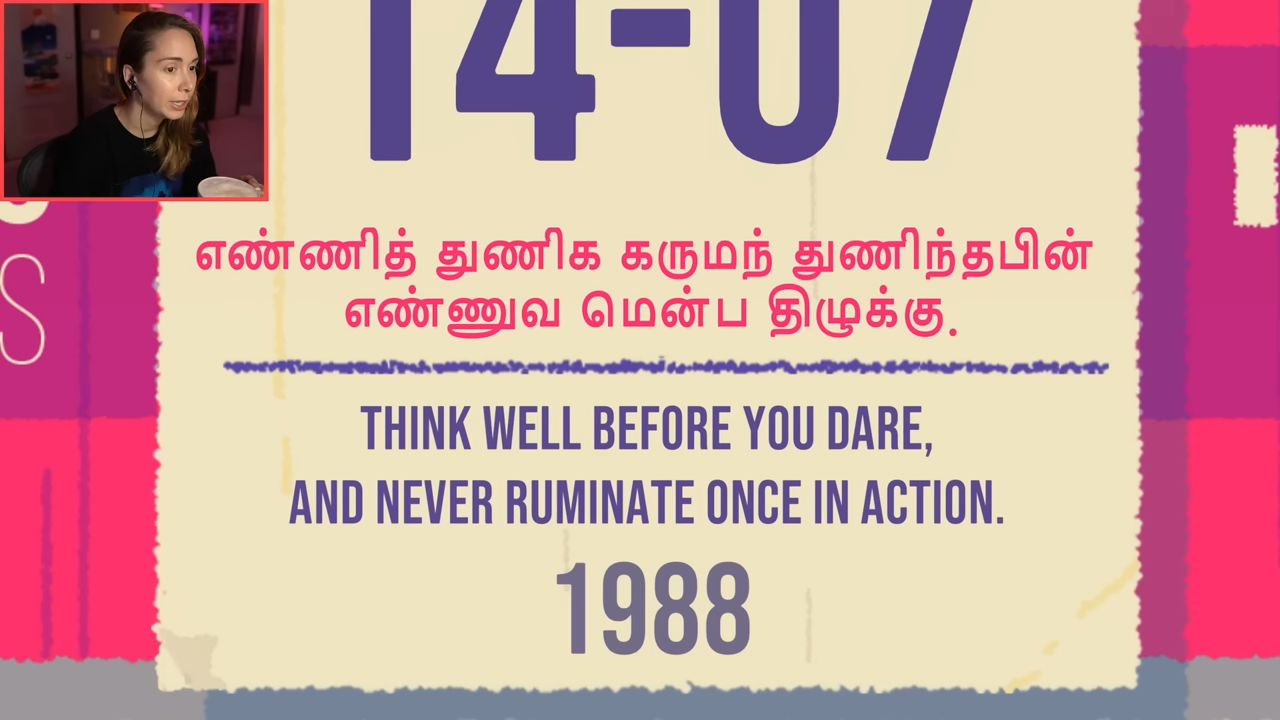 14-07
S
எண்ணித் துணிக கருமந் துணிந்தபின்
எண்ணுவ மென்ப திழுக்கு.
THINK WELL BEFORE YOU DARE,
AND NEVER RUMINATE ONCE IN ACTION.
1988